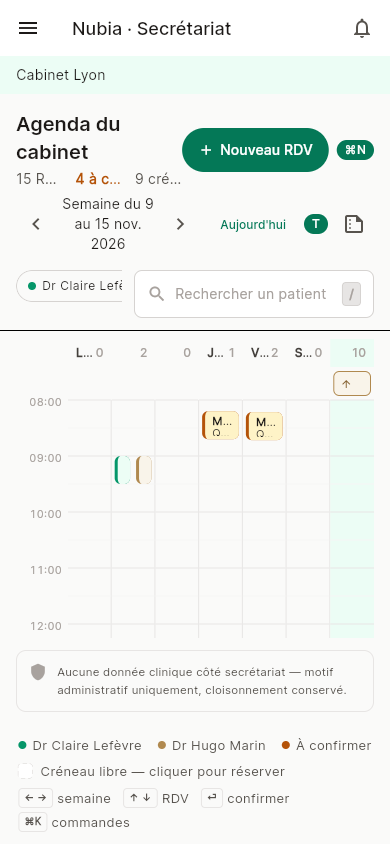 Nubia · Secrétariat
Cabinet Lyon
Agenda du
cabinet
+ Nouveau RDV ⌘N
15 R… 4 à c… 9 cré…
Semaine du 9
au 15 nov.
2026
Aujourd'hui T
Dr Claire Lefè
Rechercher un patient /
L… 0 2 0 J… 1 V… 2 S… 0 10
↑
08:00
M… M…
Q… Q…
09:00
10:00
11:00
12:00
Aucune donnée clinique côté secrétariat — motif
administratif uniquement, cloisonnement conservé.
Dr Claire Lefèvre Dr Hugo Marin À confirmer
Créneau libre — cliquer pour réserver
← → semaine ↑ ↓ RDV ⏎ confirmer
⌘K commandes